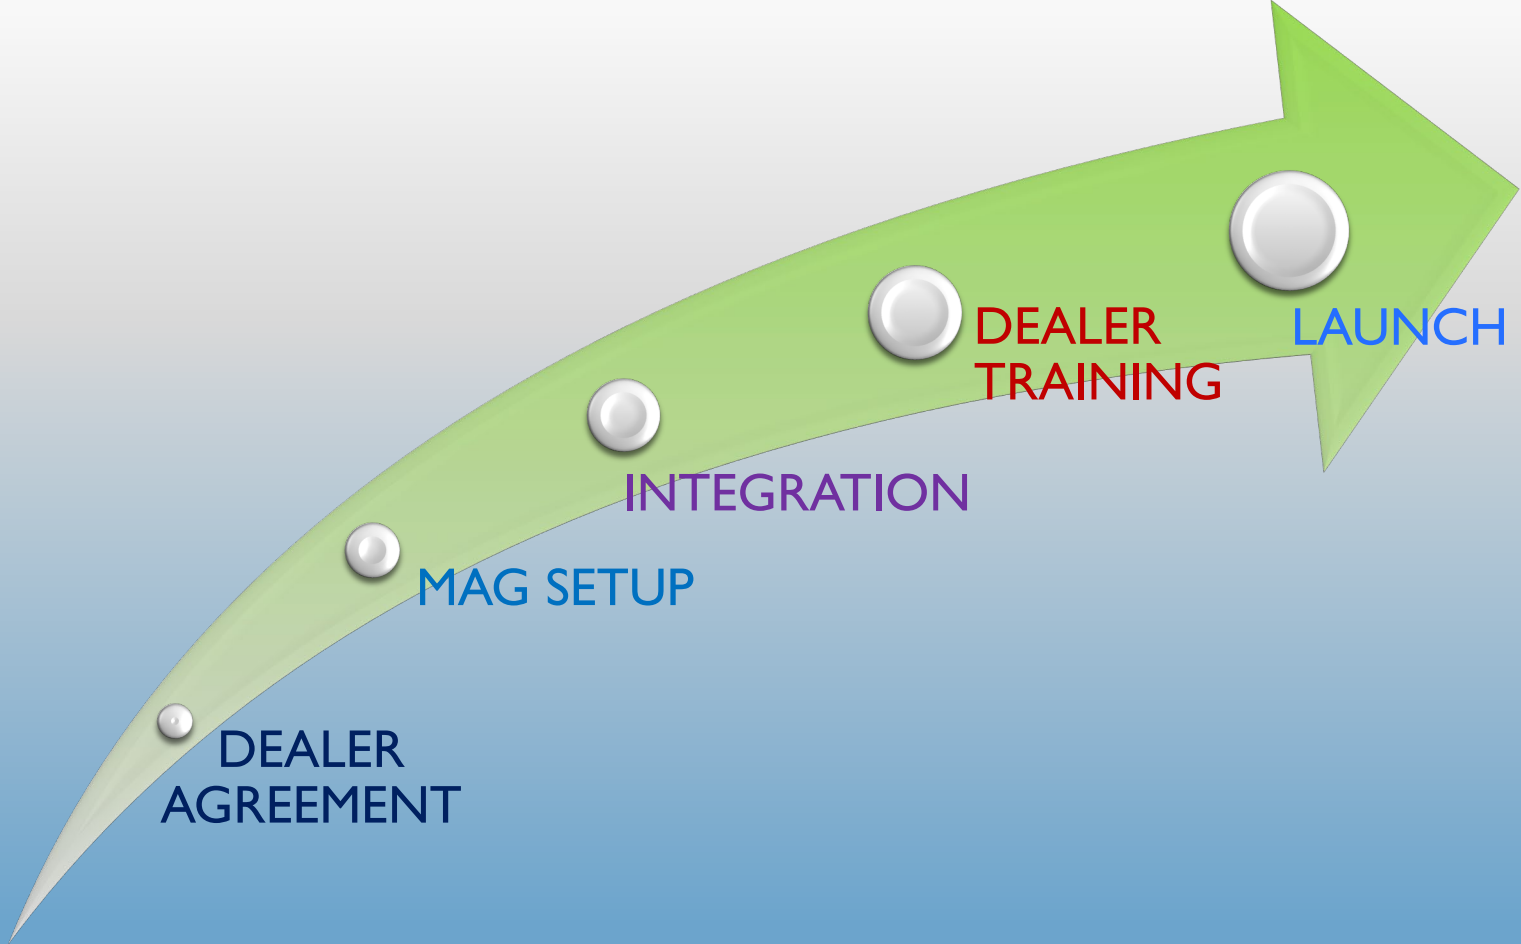 DEALER
AGREEMENT
MAG SETUP
INTEGRATION
DEALER
TRAINING
LAUNCH